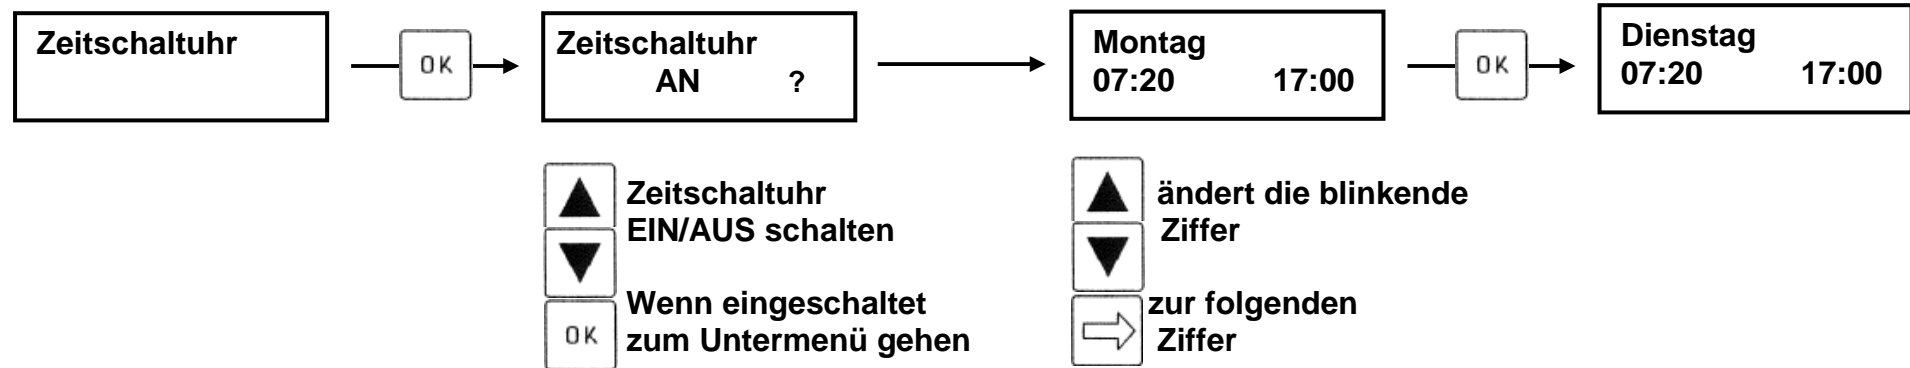 Zeitschaltuhr
OK
Zeitschaltuhr
AN ?
Montag
07:20 17:00
OK
Dienstag
07:20 17:00
Zeitschaltuhr
EIN/AUS schalten
Wenn eingeschaltet
OK zum Untermenü gehen
ändert die blinkende
Ziffer
zur folgenden
Ziffer